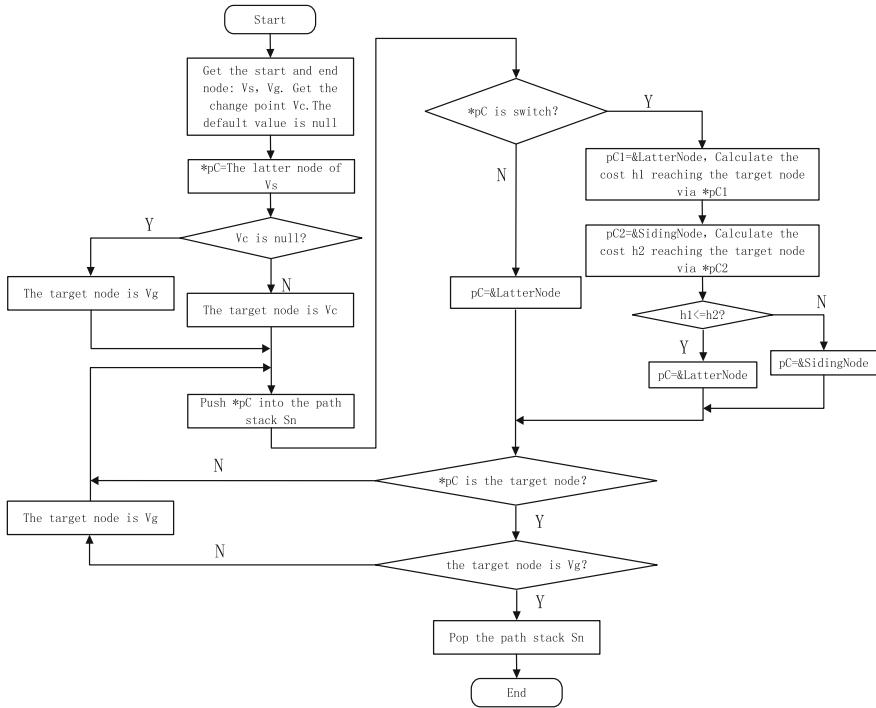 Start
Get the start and end
node: Vs, Vg. Get the
change point Vc.The
default value is null
*pC=The latter node of
Vs
Vc is null?
Y
N
The target node is Vg
The target node is Vc
Push *pC into the path
stack Sn
*pC is switch?
Y
N
pC1=&LatterNode, Calculate the
cost h1 reaching the target node
via *pC1
pC2=&SidingNode, Calculate the
cost h2 reaching the target node
via *pC2
pC=&LatterNode
h1<=h2?
N
Y
pC=&LatterNode
pC=&SidingNode
*pC is the target node?
N
Y
The target node is Vg
the target node is Vg?
N
Y
Pop the path stack Sn
End